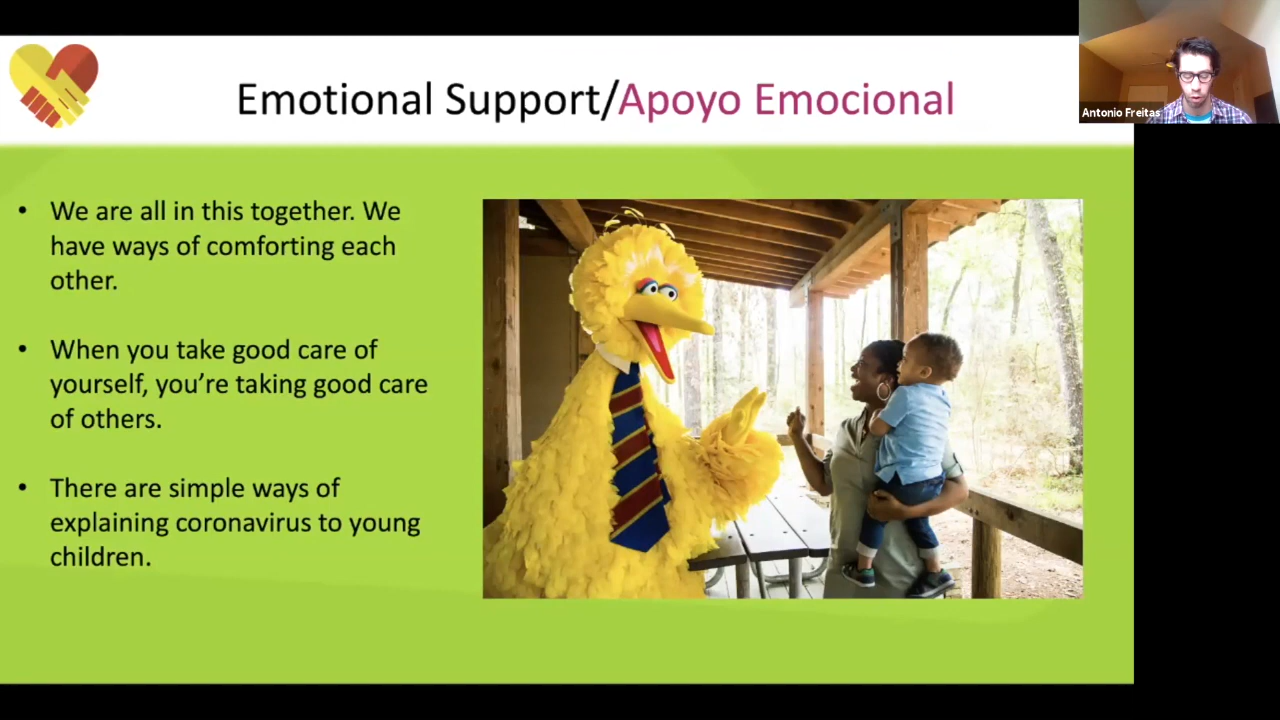 Emotional Support/Apoyo Emocional
Antonio Freitas
• We are all in this together. We
have ways of comforting each
other.
• When you take good care of
yourself, you’re taking good care
of others.
• There are simple ways of
explaining coronavirus to young
children.